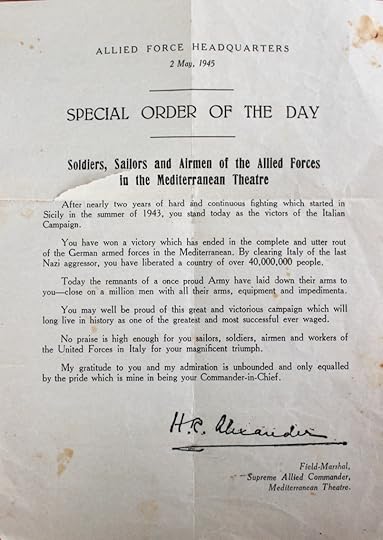 ALLIED FORCE HEADQUARTERS
2 May, 1945
SPECIAL ORDER OF THE DAY
Soldiers, Sailors and Airmen of the Allied Forces
in the Mediterranean Theatre
After nearly two years of hard and continuous fighting which started in
Sicily in the summer of 1943, you stand today as the victors of the Italian
Campaign.
You have won a victory which has ended in the complete and utter rout
of the German armed forces in the Mediterranean. By clearing Italy of the last
Nazi aggressor, you have liberated a country of over 40,000,000 people.
Today the remnants of a once proud Army have laid down their arms to
you—close on a million men with all their arms, equipment and impedimenta.
You may well be proud of this great and victorious campaign which will
long live in history as one of the greatest and most successful ever waged.
No praise is high enough for you sailors, soldiers, airmen and workers of
the United Forces in Italy for your magnificent triumph.
My gratitude to you and my admiration is unbounded and only equalled
by the pride which is mine in being your Commander-in-Chief.
H.R. Alexander
Field-Marshal,
Supreme Allied Commander,
Mediterranean Theatre.